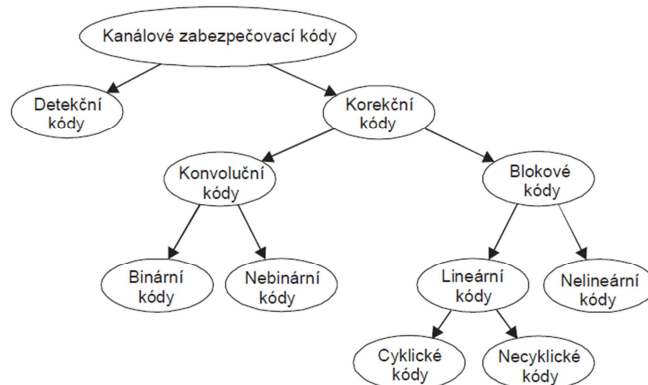 Kanálové zabezpečovací kódy
Detekční
kódy
Korekční
kódy
Konvoluční
kódy
Blokové
kódy
Binární
kódy
Nebinární
kódy
Lineární
kódy
Nelineární
kódy
Cyklické
kódy
Necyklické
kódy